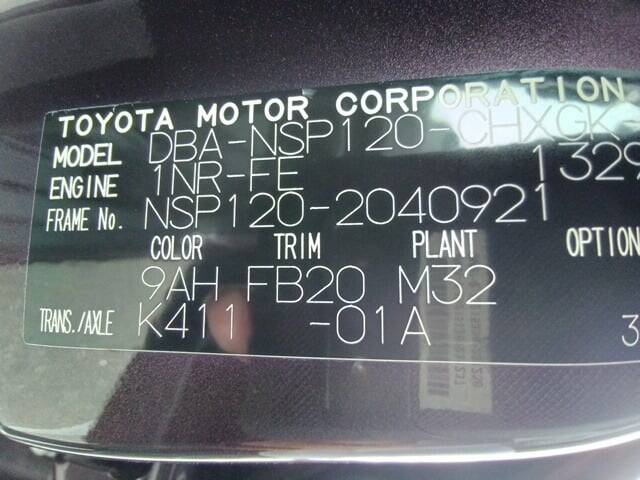 TOYOTA MOTOR CORPORATION
MODEL DBA-NSP120-CHXGK
ENGINE 1NR-FE 1329
FRAME No. NSP120-2040921
COLOR TRIM PLANT OPTION
9AH FB20 M32
TRANS./AXLE K411 -01A 3